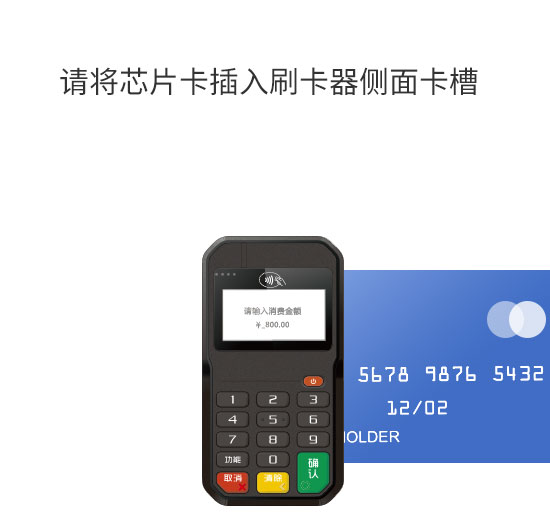 请将芯片卡插入刷卡器侧面卡槽
请输入消费金额
￥_800.00
5678 9876 5432
12/02
HOLDER
1 2 3
4 5 6
7 8 9
功能 0 确认
取消 清除